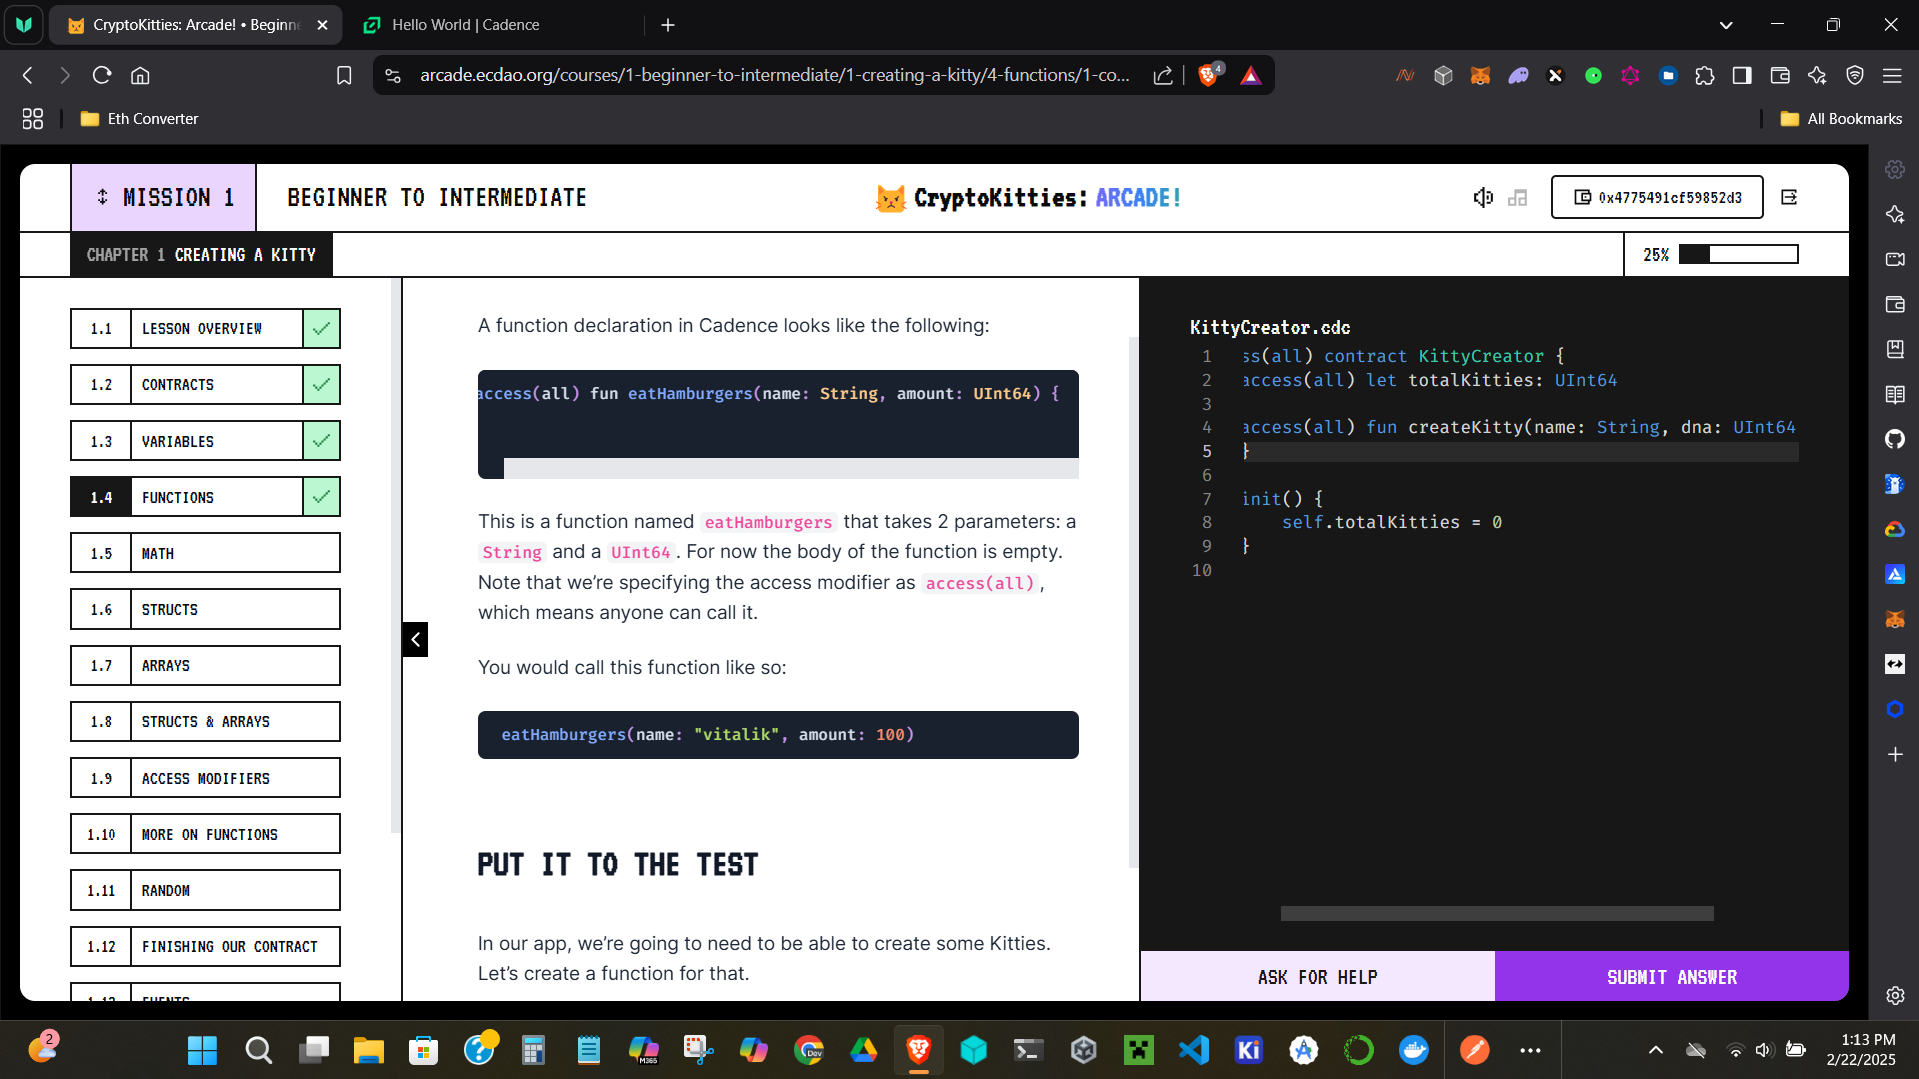 CryptoKitties: Arcade! • Beginne
Hello World | Cadence
arcade.ecdao.org/courses/1-beginner-to-intermediate/1-creating-a-kitty/4-functions/1-co...
4
Eth Converter
All Bookmarks
MISSION 1
BEGINNER TO INTERMEDIATE
CryptoKitties: ARCADE!
0x4775491cf59852d3
CHAPTER 1 CREATING A KITTY
25%
1.1 LESSON OVERVIEW
1.2 CONTRACTS
1.3 VARIABLES
1.4 FUNCTIONS
1.5 MATH
1.6 STRUCTS
1.7 ARRAYS
1.8 STRUCTS & ARRAYS
1.9 ACCESS MODIFIERS
1.10 MORE ON FUNCTIONS
1.11 RANDOM
1.12 FINISHING OUR CONTRACT
1.13 EVENTS
A function declaration in Cadence looks like the following:
access(all) fun eatHamburgers(name: String, amount: UInt64) {
This is a function named eatHamburgers that takes 2 parameters: a
String and a UInt64. For now the body of the function is empty.
Note that we’re specifying the access modifier as access(all),
which means anyone can call it.
You would call this function like so:
eatHamburgers(name: "vitalik", amount: 100)
PUT IT TO THE TEST
In our app, we’re going to need to be able to create some Kitties.
Let’s create a function for that.
KittyCreator.cdc
1 ss(all) contract KittyCreator {
2 access(all) let totalKitties: UInt64
3
4 access(all) fun createKitty(name: String, dna: UInt64
5 }
6
7 init() {
8 self.totalKitties = 0
9 }
10
ASK FOR HELP
SUBMIT ANSWER
2
M365
Dev
Ki
1:13 PM
2/22/2025